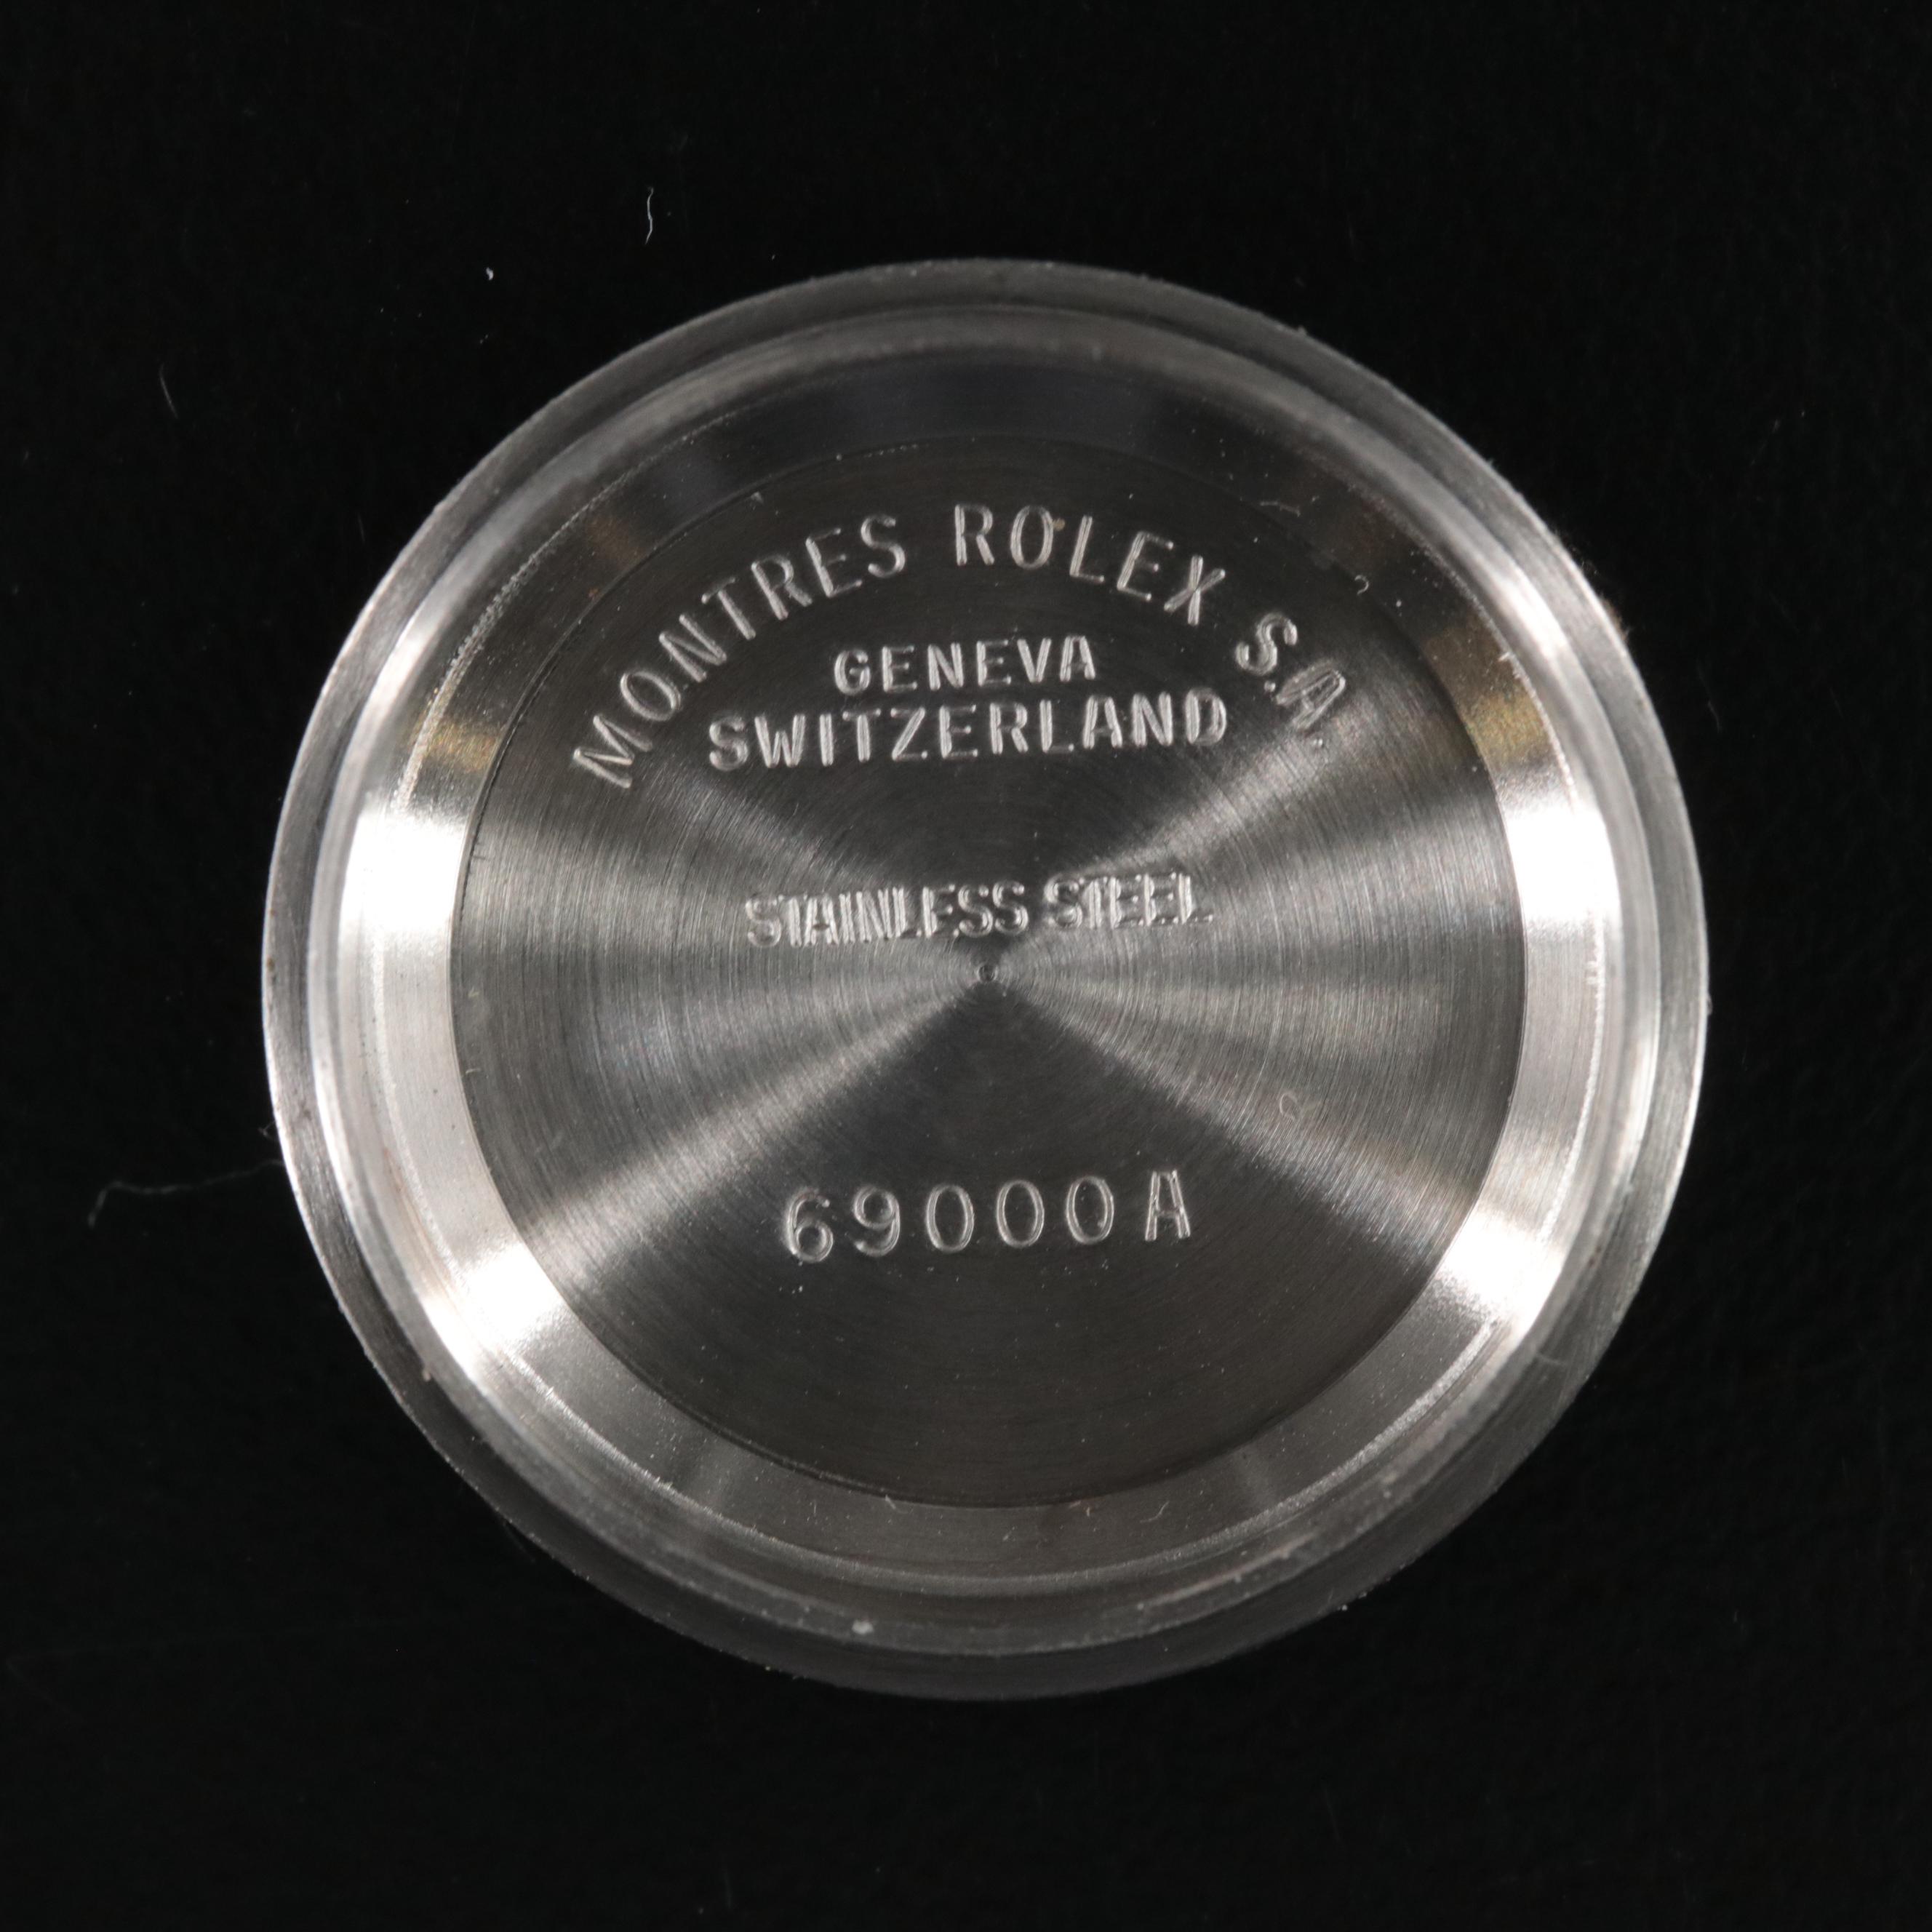 MONTRES ROLEX S.A.
GENEVA
SWITZERLAND
STAINLESS STEEL
69000A